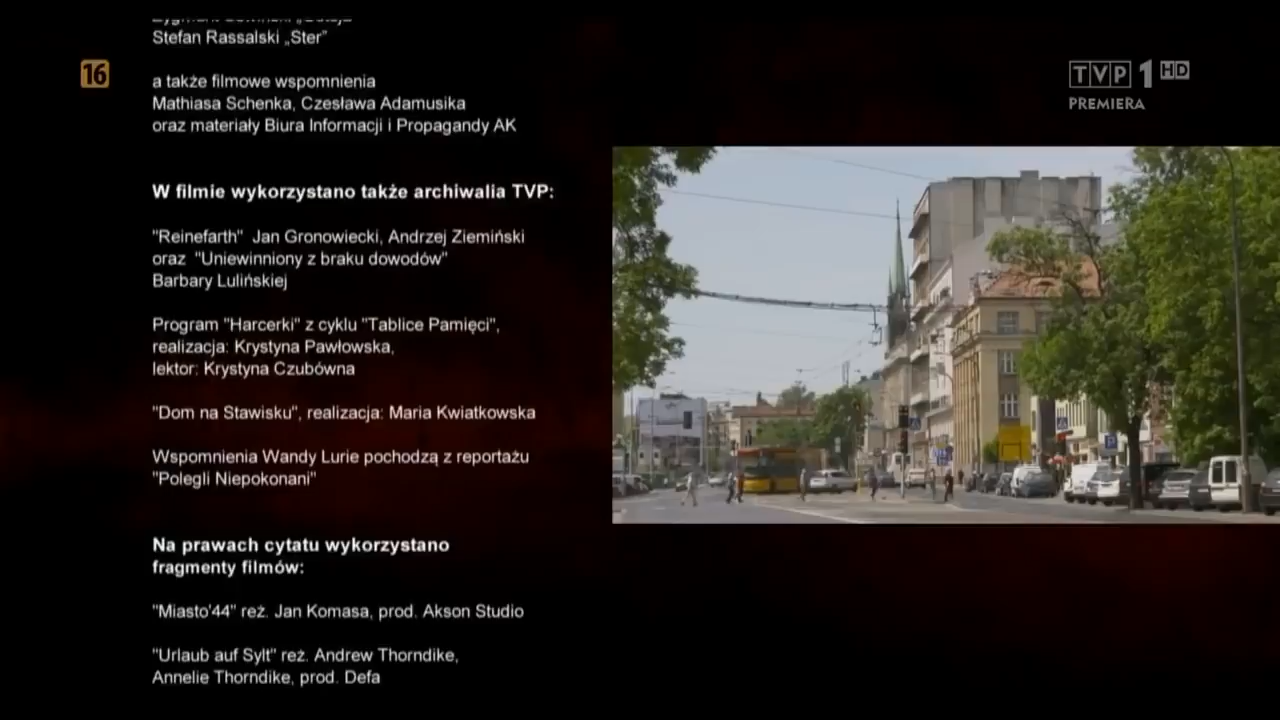 Stefan Rassalski „Ster”
a także filmowe wspomnienia
Mathiasa Schenka, Czesława Adamusika
oraz materiały Biura Informacji i Propagandy AK
W filmie wykorzystano także archiwalia TVP:
"Reinefarth" Jan Gronowiecki, Andrzej Ziemiński
oraz "Uniewinniony z braku dowodów"
Barbary Lulińskiej
Program "Harcerki" z cyklu "Tablice Pamięci",
realizacja: Krystyna Pawłowska,
lektor: Krystyna Czubówna
"Dom na Stawisku", realizacja: Maria Kwiatkowska
Wspomnienia Wandy Lurie pochodzą z reportażu
"Polegli Niepokonani"
Na prawach cytatu wykorzystano
fragmenty filmów:
"Miasto'44" reż. Jan Komasa, prod. Akson Studio
"Urlaub auf Sylt" reż. Andrew Thorndike,
Annelie Thorndike, prod. Defa
16
TVP 1 HD
PREMIERA